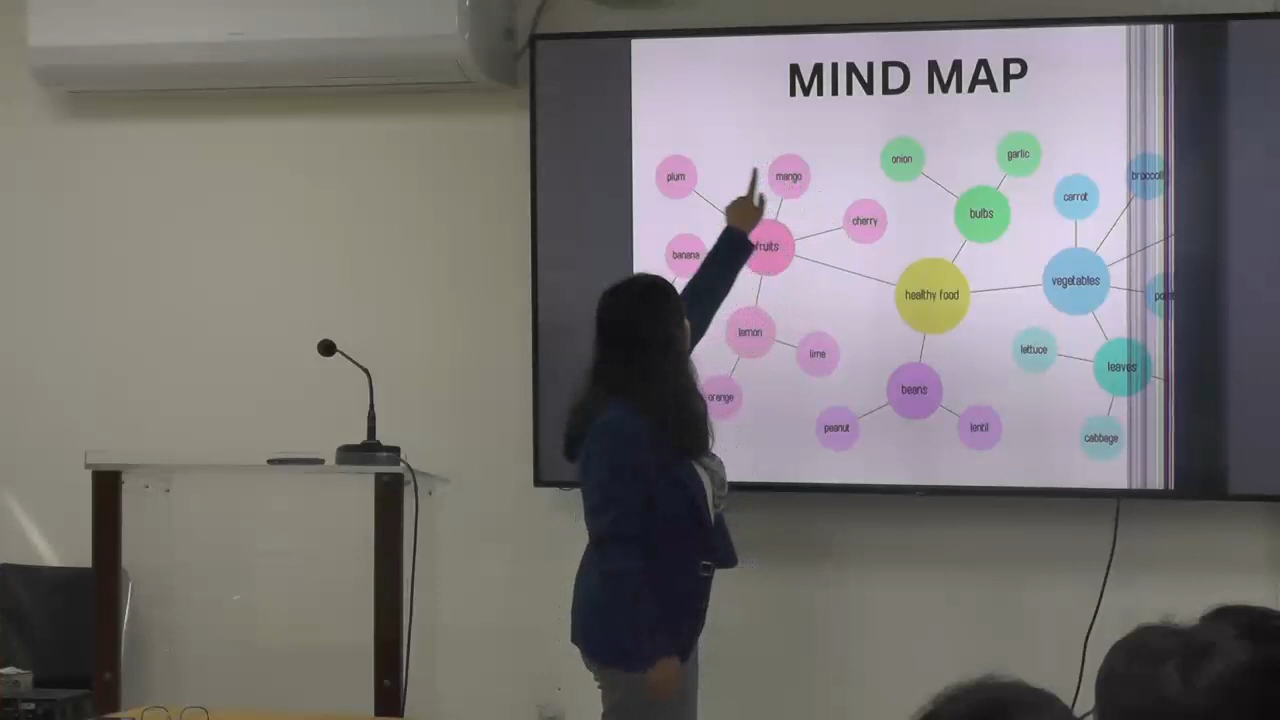 MIND MAP
plum
mango
cherry
banana
fruits
lemon
lime
orange
onion
garlic
bulbs
healthy food
beans
peanut
lentil
carrot
broccoli
vegetables
lettuce
leaves
cabbage